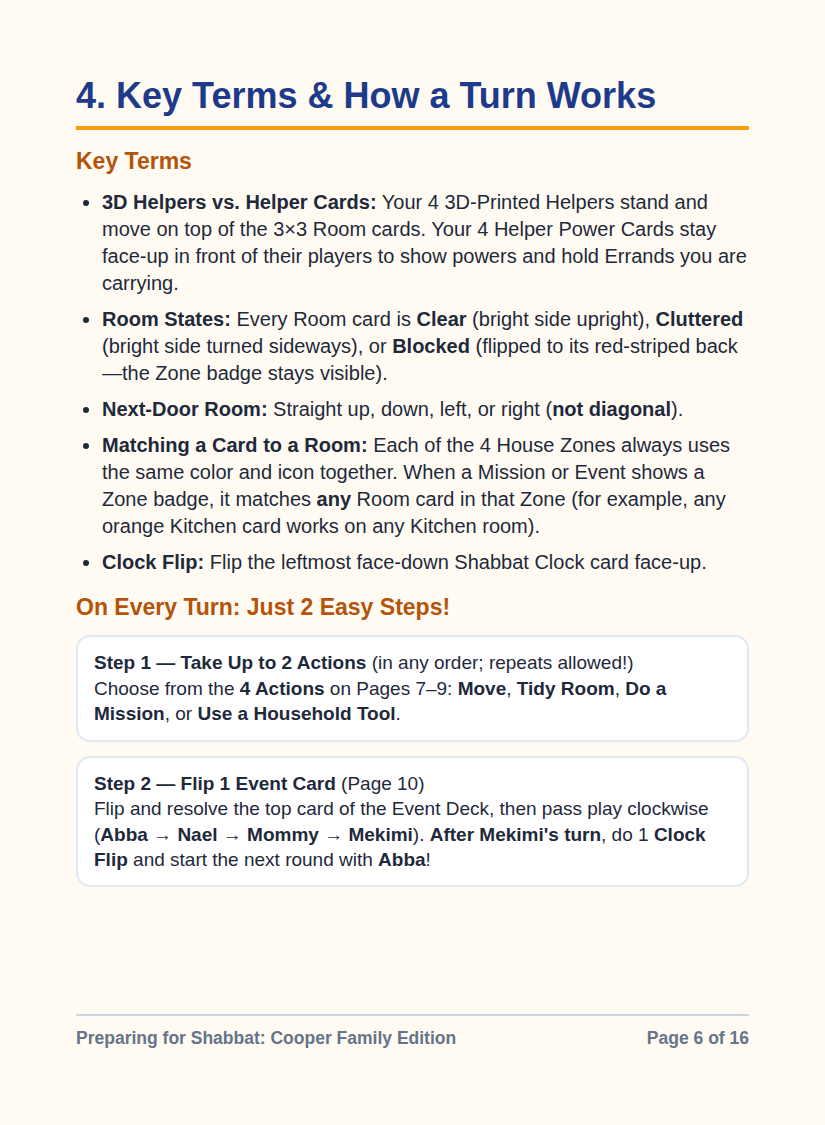 4. Key Terms & How a Turn Works
Key Terms
• 3D Helpers vs. Helper Cards: Your 4 3D-Printed Helpers stand and
move on top of the 3×3 Room cards. Your 4 Helper Power Cards stay
face-up in front of their players to show powers and hold Errands you are
carrying.
• Room States: Every Room card is Clear (bright side upright), Cluttered
(bright side turned sideways), or Blocked (flipped to its red-striped back
—the Zone badge stays visible).
• Next-Door Room: Straight up, down, left, or right (not diagonal).
• Matching a Card to a Room: Each of the 4 House Zones always uses
the same color and icon together. When a Mission or Event shows a
Zone badge, it matches any Room card in that Zone (for example, any
orange Kitchen card works on any Kitchen room).
• Clock Flip: Flip the leftmost face-down Shabbat Clock card face-up.
On Every Turn: Just 2 Easy Steps!
Step 1 — Take Up to 2 Actions (in any order; repeats allowed!)
Choose from the 4 Actions on Pages 7–9: Move, Tidy Room, Do a
Mission, or Use a Household Tool.
Step 2 — Flip 1 Event Card (Page 10)
Flip and resolve the top card of the Event Deck, then pass play clockwise
(Abba → Nael → Mommy → Mekimi). After Mekimi's turn, do 1 Clock
Flip and start the next round with Abba!
Preparing for Shabbat: Cooper Family Edition
Page 6 of 16